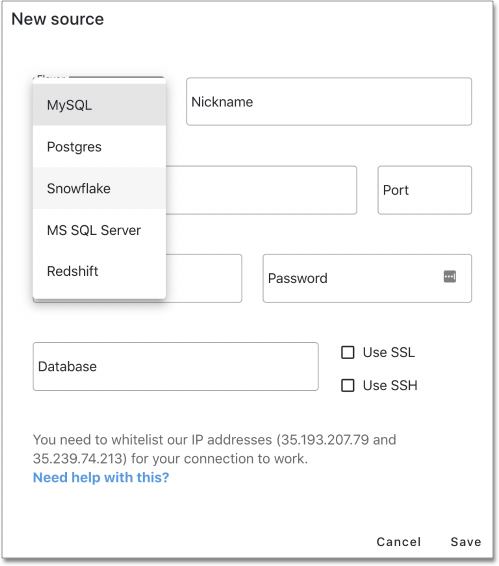 New source
MySQL
Postgres
Snowflake
MS SQL Server
Redshift
Nickname
Port
Password
Database
Use SSL
Use SSH
You need to whitelist our IP addresses (35.193.207.79 and
35.239.74.213) for your connection to work.
Need help with this?
Cancel Save